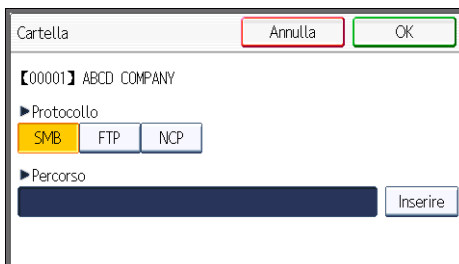 Cartella Annulla OK
【00001】 ABCD COMPANY
►Protocollo
SMB FTP NCP
►Percorso
Inserire